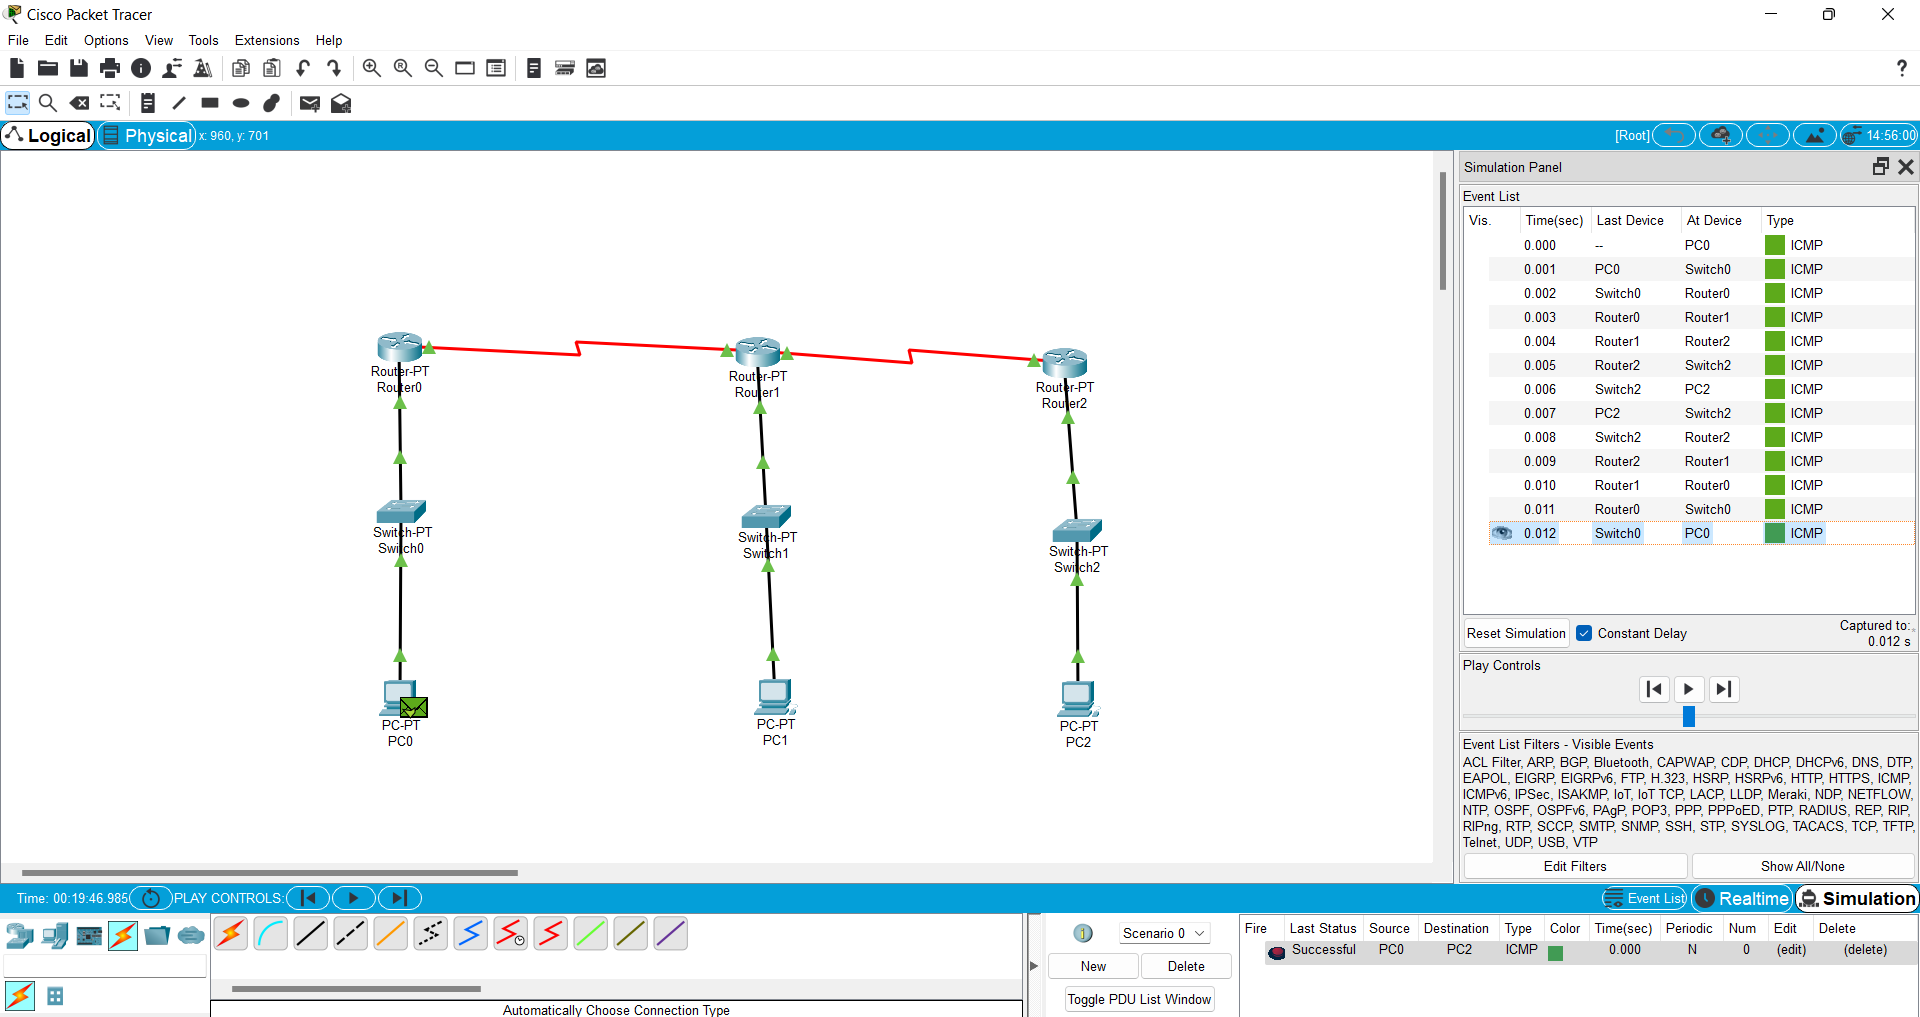 Cisco Packet Tracer
File Edit Options View Tools Extensions Help
?
Logical Physical x: 960, y: 701 [Root] 14:56:00
Router-PT
Router0
Router-PT
Router1
Router-PT
Router2
Switch-PT
Switch0
Switch-PT
Switch1
Switch-PT
Switch2
PC-PT
PC0
PC-PT
PC1
PC-PT
PC2
Simulation Panel
Event List
Vis. Time(sec) Last Device At Device Type
0.000 -- PC0 ICMP
0.001 PC0 Switch0 ICMP
0.002 Switch0 Router0 ICMP
0.003 Router0 Router1 ICMP
0.004 Router1 Router2 ICMP
0.005 Router2 Switch2 ICMP
0.006 Switch2 PC2 ICMP
0.007 PC2 Switch2 ICMP
0.008 Switch2 Router2 ICMP
0.009 Router2 Router1 ICMP
0.010 Router1 Router0 ICMP
0.011 Router0 Switch0 ICMP
0.012 Switch0 PC0 ICMP
Reset Simulation Constant Delay
Captured to:
0.012 s
Play Controls
Event List Filters - Visible Events
ACL Filter, ARP, BGP, Bluetooth, CAPWAP, CDP, DHCP, DHCPv6, DNS, DTP,
EAPOL, EIGRP, EIGRPv6, FTP, H.323, HSRP, HSRPv6, HTTP, HTTPS, ICMP,
ICMPv6, IPSec, ISAKMP, IoT, IoT TCP, LACP, LLDP, Meraki, NDP, NETFLOW,
NTP, OSPF, OSPFv6, PAgP, POP3, PPP, PPPoED, PTP, RADIUS, REP, RIP,
RIPng, RTP, SCCP, SMTP, SNMP, SSH, STP, SYSLOG, TACACS, TCP, TFTP,
Telnet, UDP, USB, VTP
Edit Filters Show All/None
Time: 00:19:46.985 PLAY CONTROLS: Event List Realtime Simulation
Automatically Choose Connection Type
1 Scenario 0
New Delete
Toggle PDU List Window
Fire Last Status Source Destination Type Color Time(sec) Periodic Num Edit Delete
Successful PC0 PC2 ICMP 0.000 N 0 (edit) (delete)